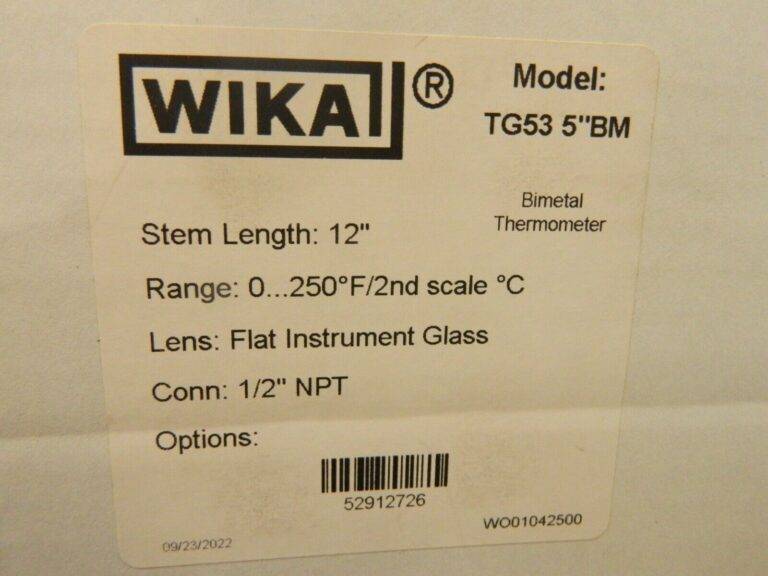 WIKA ®
Model:
TG53 5"BM
Bimetal
Thermometer
Stem Length: 12"
Range: 0...250°F/2nd scale °C
Lens: Flat Instrument Glass
Conn: 1/2" NPT
Options:
52912726
WO01042500
09/23/2022